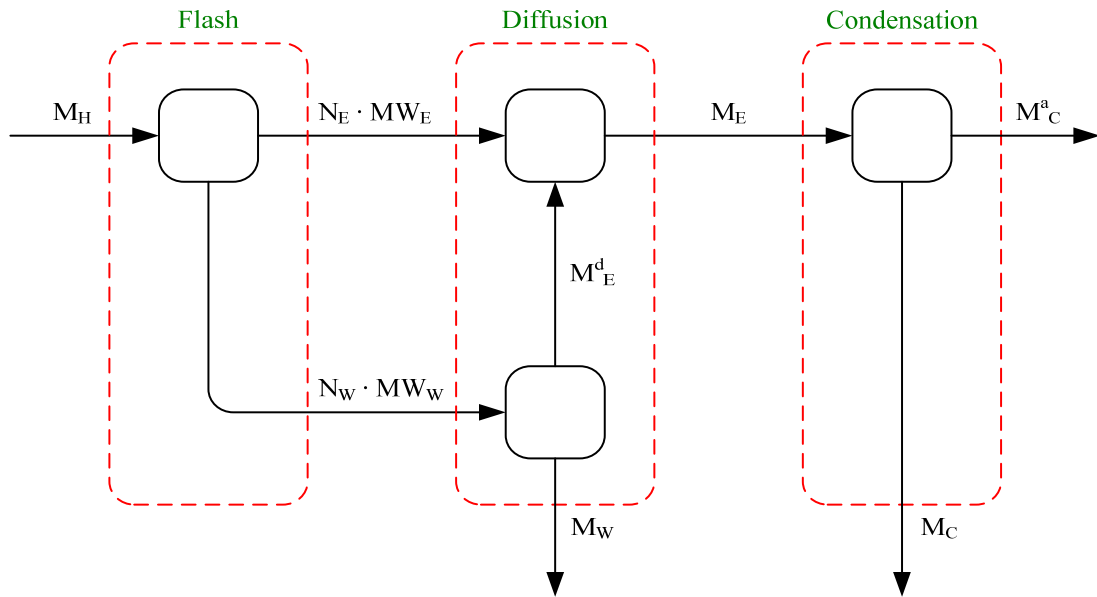 Flash Diffusion Condensation
M_H N_E · MW_E M_E M^a_C
M^d_E
N_W · MW_W
M_W M_C